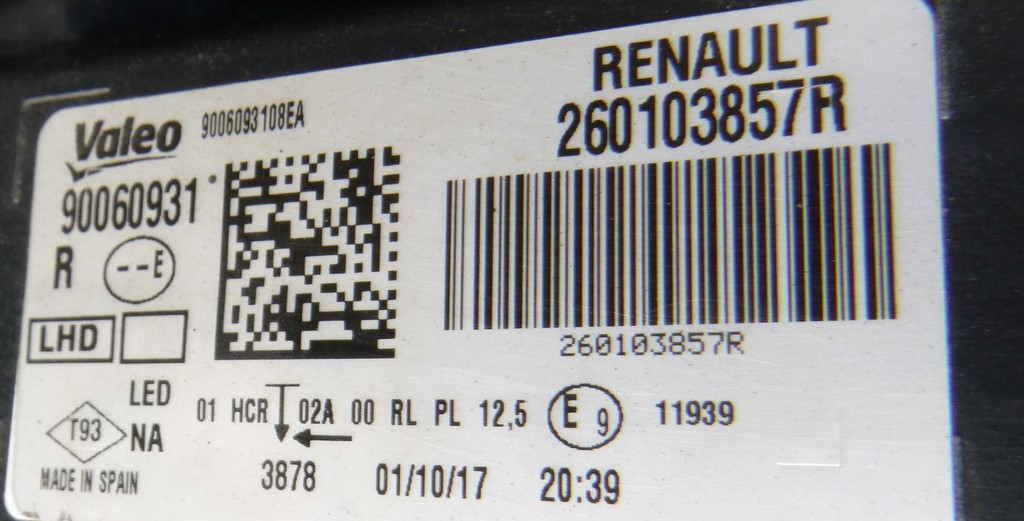 RENAULT
260103857R
Valeo 9006093108EA
90060931
R --E
LHD
260103857R
LED
01 HCR 02A 00 RL PL 12,5 E 9 11939
T93 NA
MADE IN SPAIN 3878 01/10/17 20:39